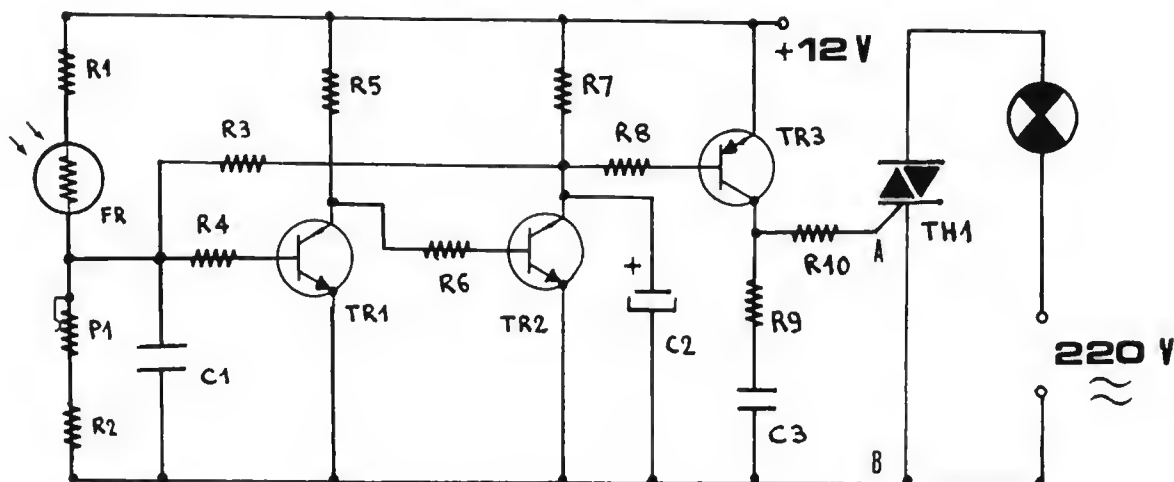 +12 V
R1
R5
R7
R3
R8
TR3
FR
R4
TH1
A
R10
R6
+
P1
TR1
TR2
R9
220 V
C1
C2
R2
C3
B